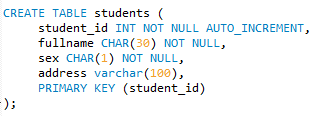 CREATE TABLE students (
    student_id INT NOT NULL AUTO_INCREMENT,
    fullname CHAR(30) NOT NULL,
    sex CHAR(1) NOT NULL,
    address varchar(100),
    PRIMARY KEY (student_id)
);